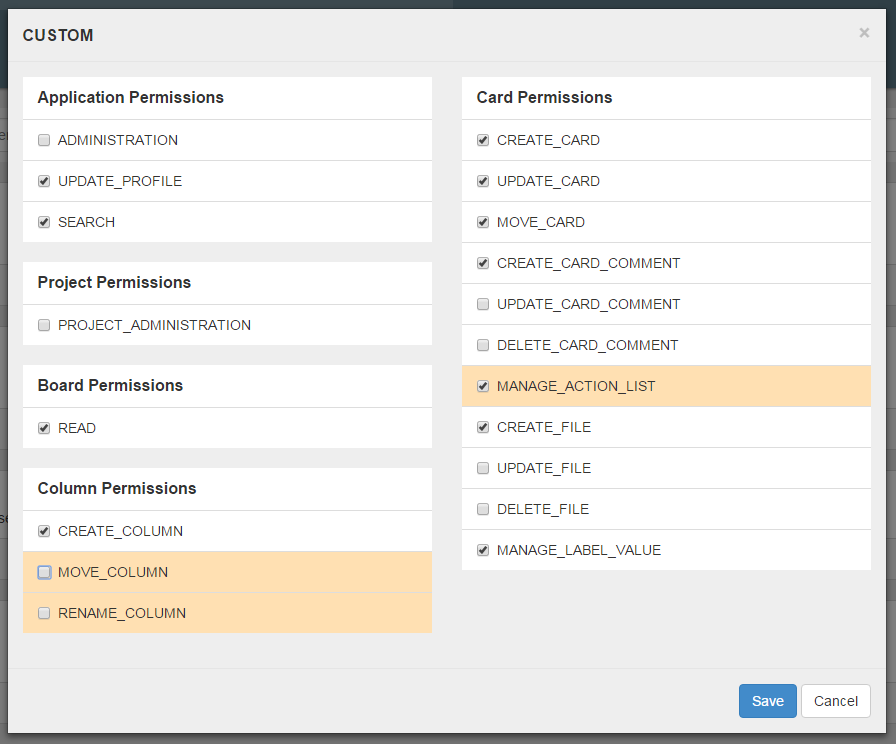 CUSTOM
×
Application Permissions
ADMINISTRATION
UPDATE_PROFILE
SEARCH
Project Permissions
PROJECT_ADMINISTRATION
Board Permissions
READ
Column Permissions
CREATE_COLUMN
MOVE_COLUMN
RENAME_COLUMN
Card Permissions
CREATE_CARD
UPDATE_CARD
MOVE_CARD
CREATE_CARD_COMMENT
UPDATE_CARD_COMMENT
DELETE_CARD_COMMENT
MANAGE_ACTION_LIST
CREATE_FILE
UPDATE_FILE
DELETE_FILE
MANAGE_LABEL_VALUE
Save Cancel